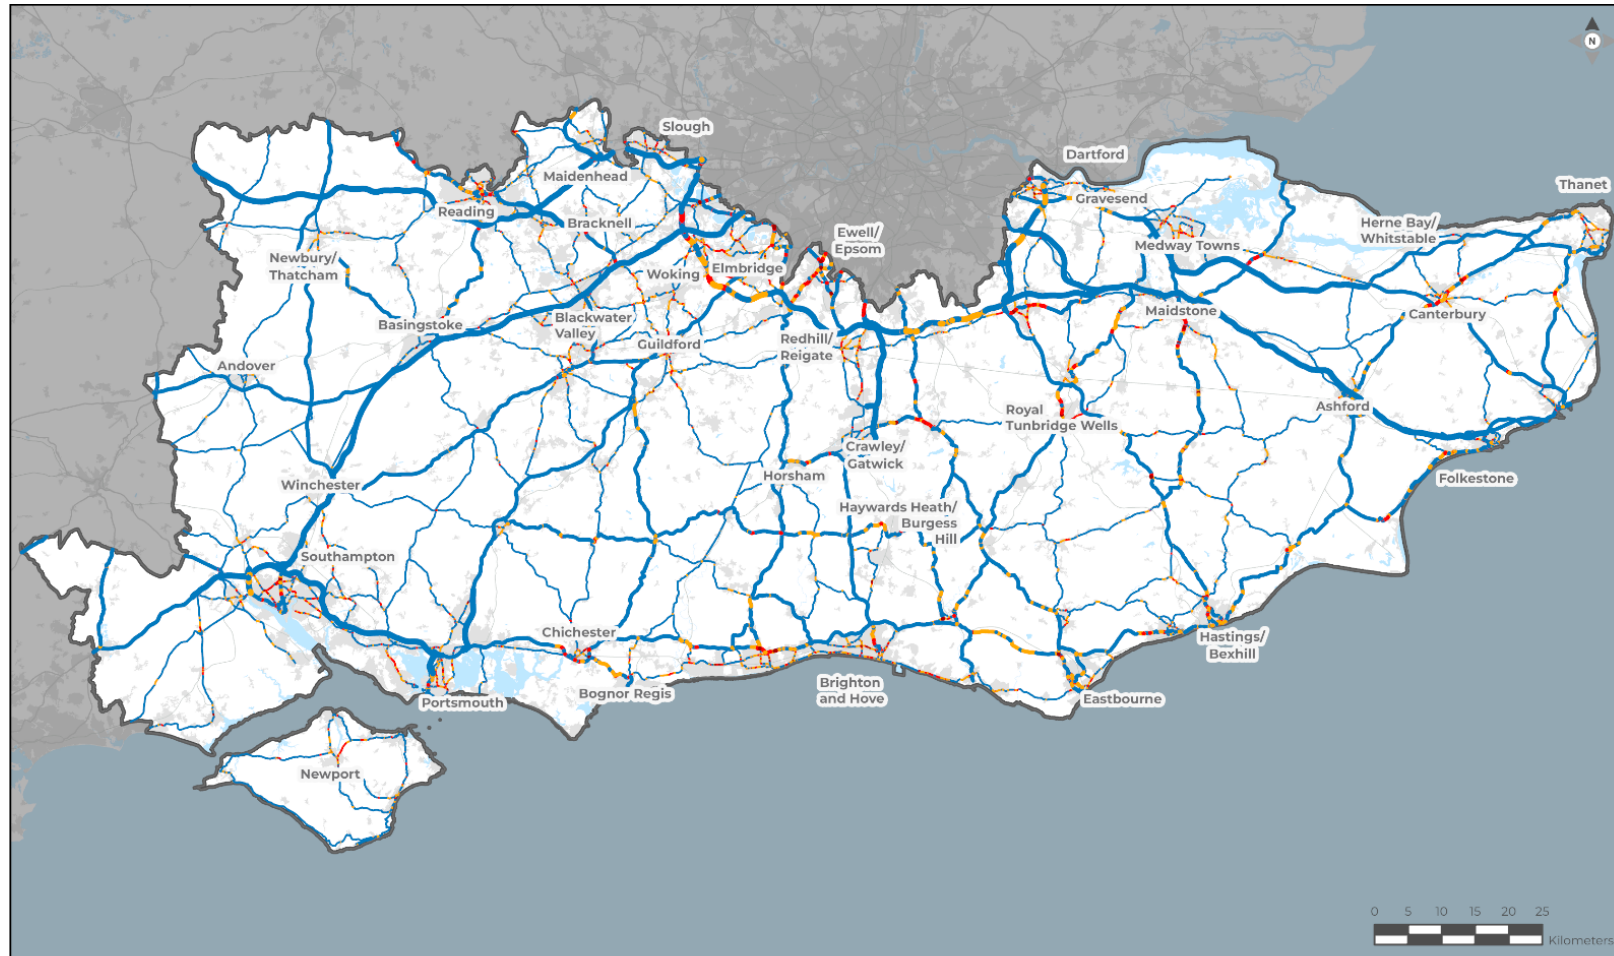 N
Slough
Dartford
Maidenhead
Thanet
Gravesend
Reading
Bracknell
Herne Bay/
Whitstable
Ewell/
Epsom
Medway Towns
Newbury/
Thatcham
Woking
Elmbridge
Basingstoke
Blackwater
Valley
Maidstone
Canterbury
Guildford
Redhill/
Reigate
Andover
Royal
Tunbridge Wells
Ashford
Crawley/
Gatwick
Winchester
Horsham
Folkestone
Haywards Heath/
Burgess
Hill
Southampton
Chichester
Hastings/
Bexhill
Bognor Regis
Brighton
and Hove
Portsmouth
Eastbourne
Newport
0 5 10 15 20 25
Kilometers